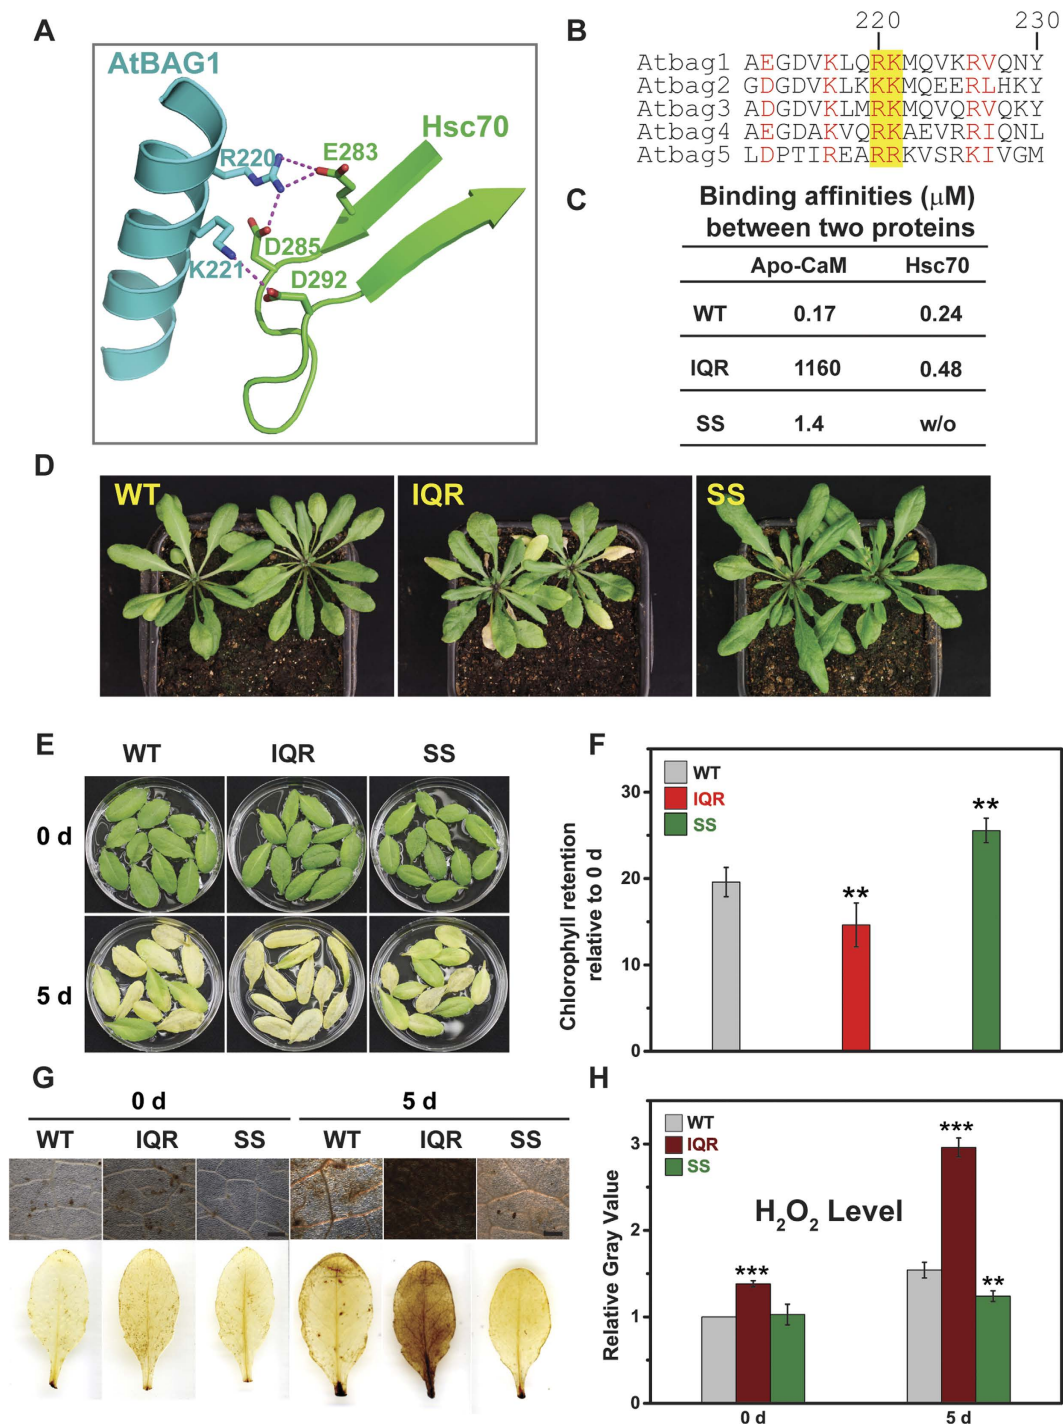 A
AtBAG1
Hsc70
R220
E283
D285
K221
D292
B
220 230
Atbag1 AEGDVKLQRKMQVKRVQNY
Atbag2 GDGDVKLKKKMQEERLHKY
Atbag3 ADGDVKLMRKMQVQRVQKY
Atbag4 AEGDAKVQRKAEVRRIQNL
Atbag5 LDPTIREARRKVSRKIVGM
C
Binding affinities (μM)
between two proteins
Apo-CaM Hsc70
WT 0.17 0.24
IQR 1160 0.48
SS 1.4 w/o
D
WT IQR SS
E
WT IQR SS
0 d
5 d
F
WT
IQR
SS
**
**
30
20
10
0
Chlorophyll retention
relative to 0 d
G
0 d 5 d
WT IQR SS WT IQR SS
H
WT
IQR
SS
***
***
**
H₂O₂ Level
3
2
1
0
Relative Gray Value
0 d 5 d